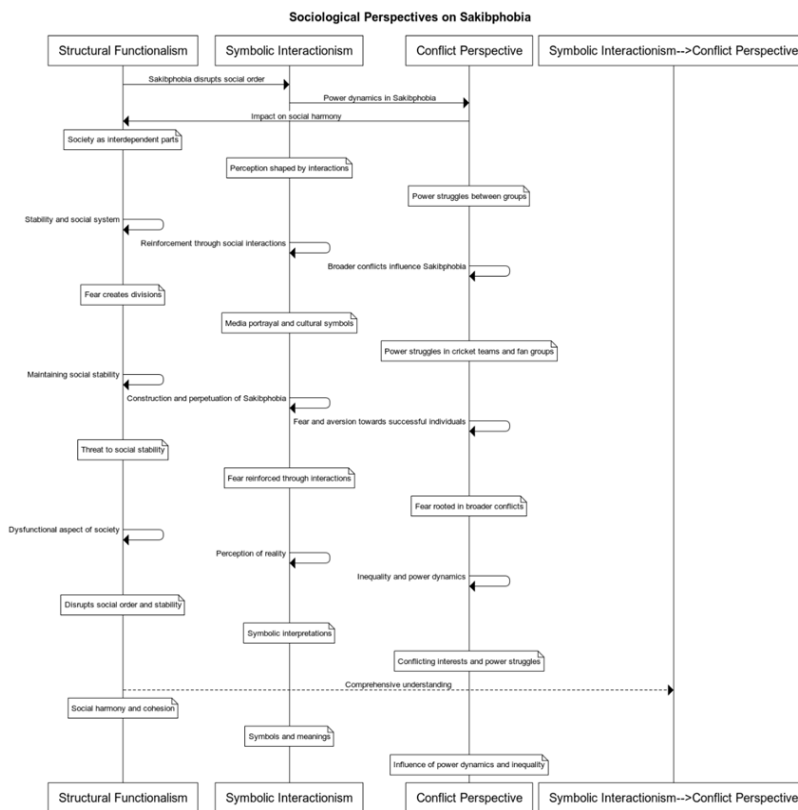 Sociological Perspectives on Sakibphobia
Structural Functionalism
Symbolic Interactionism
Conflict Perspective
Symbolic Interactionism-->Conflict Perspective
Sakibphobia disrupts social order
Power dynamics in Sakibphobia
Impact on social harmony
Society as interdependent parts
Perception shaped by interactions
Power struggles between groups
Stability and social system
Reinforcement through social interactions
Broader conflicts influence Sakibphobia
Fear creates divisions
Media portrayal and cultural symbols
Power struggles in cricket teams and fan groups
Maintaining social stability
Construction and perpetuation of Sakibphobia
Fear and aversion towards successful individuals
Threat to social stability
Fear reinforced through interactions
Fear rooted in broader conflicts
Dysfunctional aspect of society
Perception of reality
Inequality and power dynamics
Disrupts social order and stability
Symbolic interpretations
Conflicting interests and power struggles
Comprehensive understanding
Social harmony and cohesion
Symbols and meanings
Influence of power dynamics and inequality
Structural Functionalism
Symbolic Interactionism
Conflict Perspective
Symbolic Interactionism-->Conflict Perspective